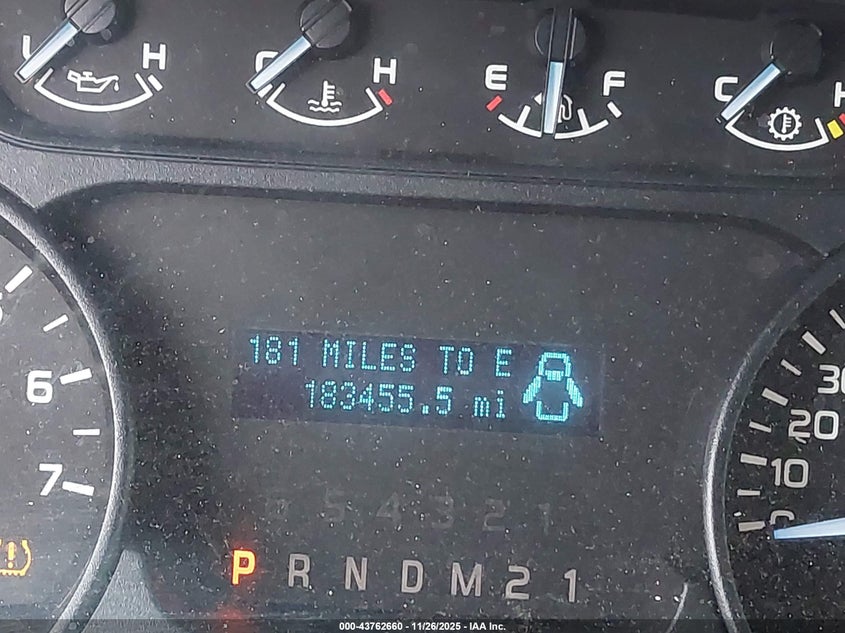 L H
C H
E F
C H
181 MILES TO E
183455.5 mi
6
7
30
20
10
0
5 4 3 2 1
P R N D M 2 1
000-43762660 - 11/26/2025 - IAA Inc.